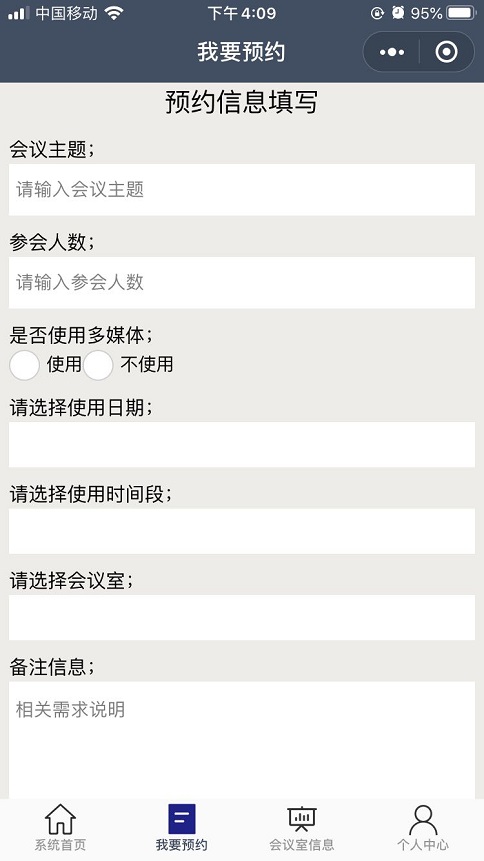 中国移动 下午4:09 95%
我要预约
预约信息填写
会议主题；
请输入会议主题
参会人数；
请输入参会人数
是否使用多媒体；
使用 不使用
请选择使用日期；
请选择使用时间段；
请选择会议室；
备注信息；
相关需求说明
系统首页 我要预约 会议室信息 个人中心